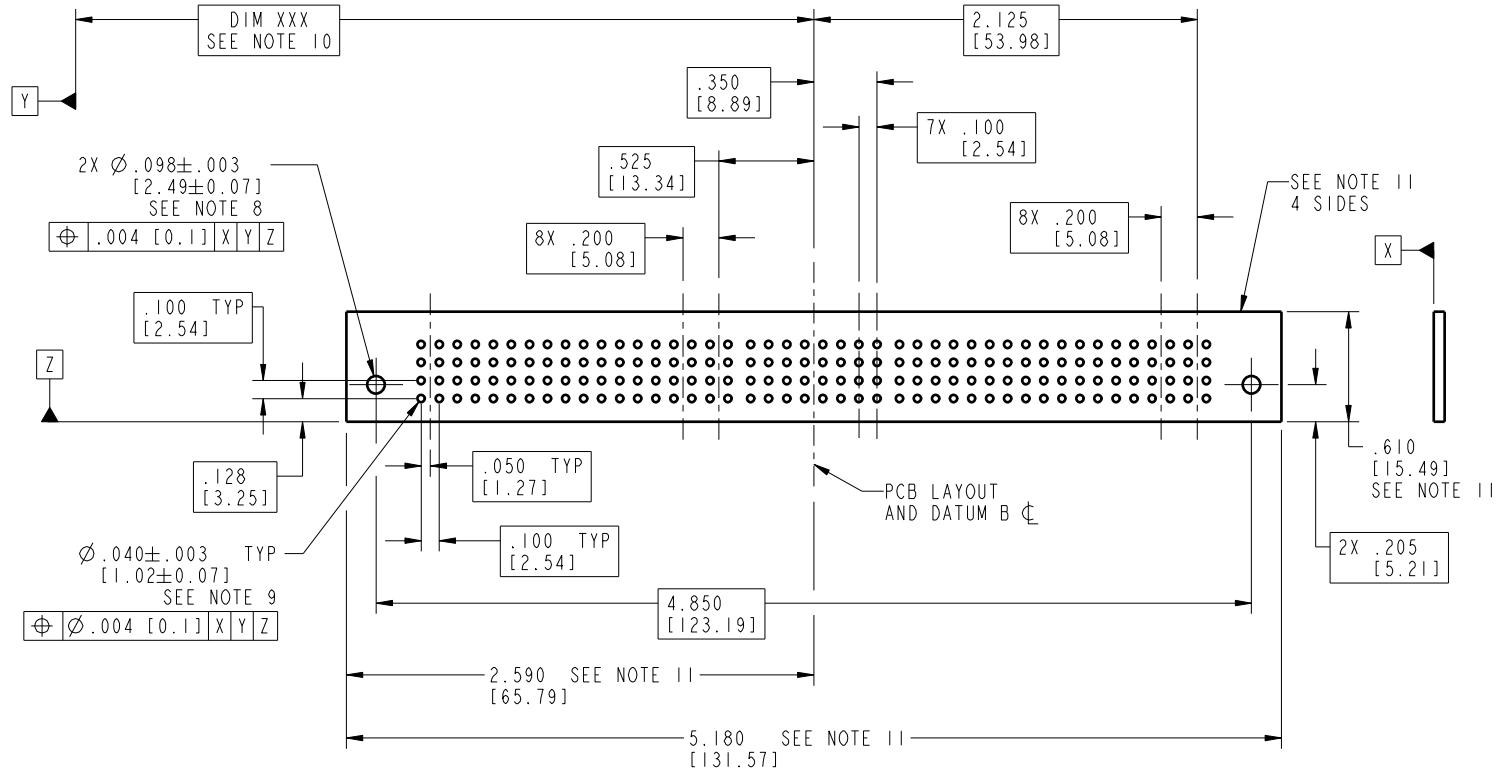 DIM XXX
SEE NOTE 10
2.125
[53.98]
.350
[8.89]
Y
7X .100
[2.54]
2X Ø.098±.003
[2.49±0.07]
SEE NOTE 8
⌖ .004 [0.1] X Y Z
.525
[13.34]
SEE NOTE 11
4 SIDES
8X .200
[5.08]
8X .200
[5.08]
X
.100 TYP
[2.54]
Z
.128
[3.25]
.050 TYP
[1.27]
PCB LAYOUT
AND DATUM B ℄
.610
[15.49]
SEE NOTE 11
Ø.040±.003 TYP
[1.02±0.07]
SEE NOTE 9
⌖ Ø.004 [0.1] X Y Z
.100 TYP
[2.54]
2X .205
[5.21]
4.850
[123.19]
2.590 SEE NOTE 11
[65.79]
5.180 SEE NOTE 11
[131.57]